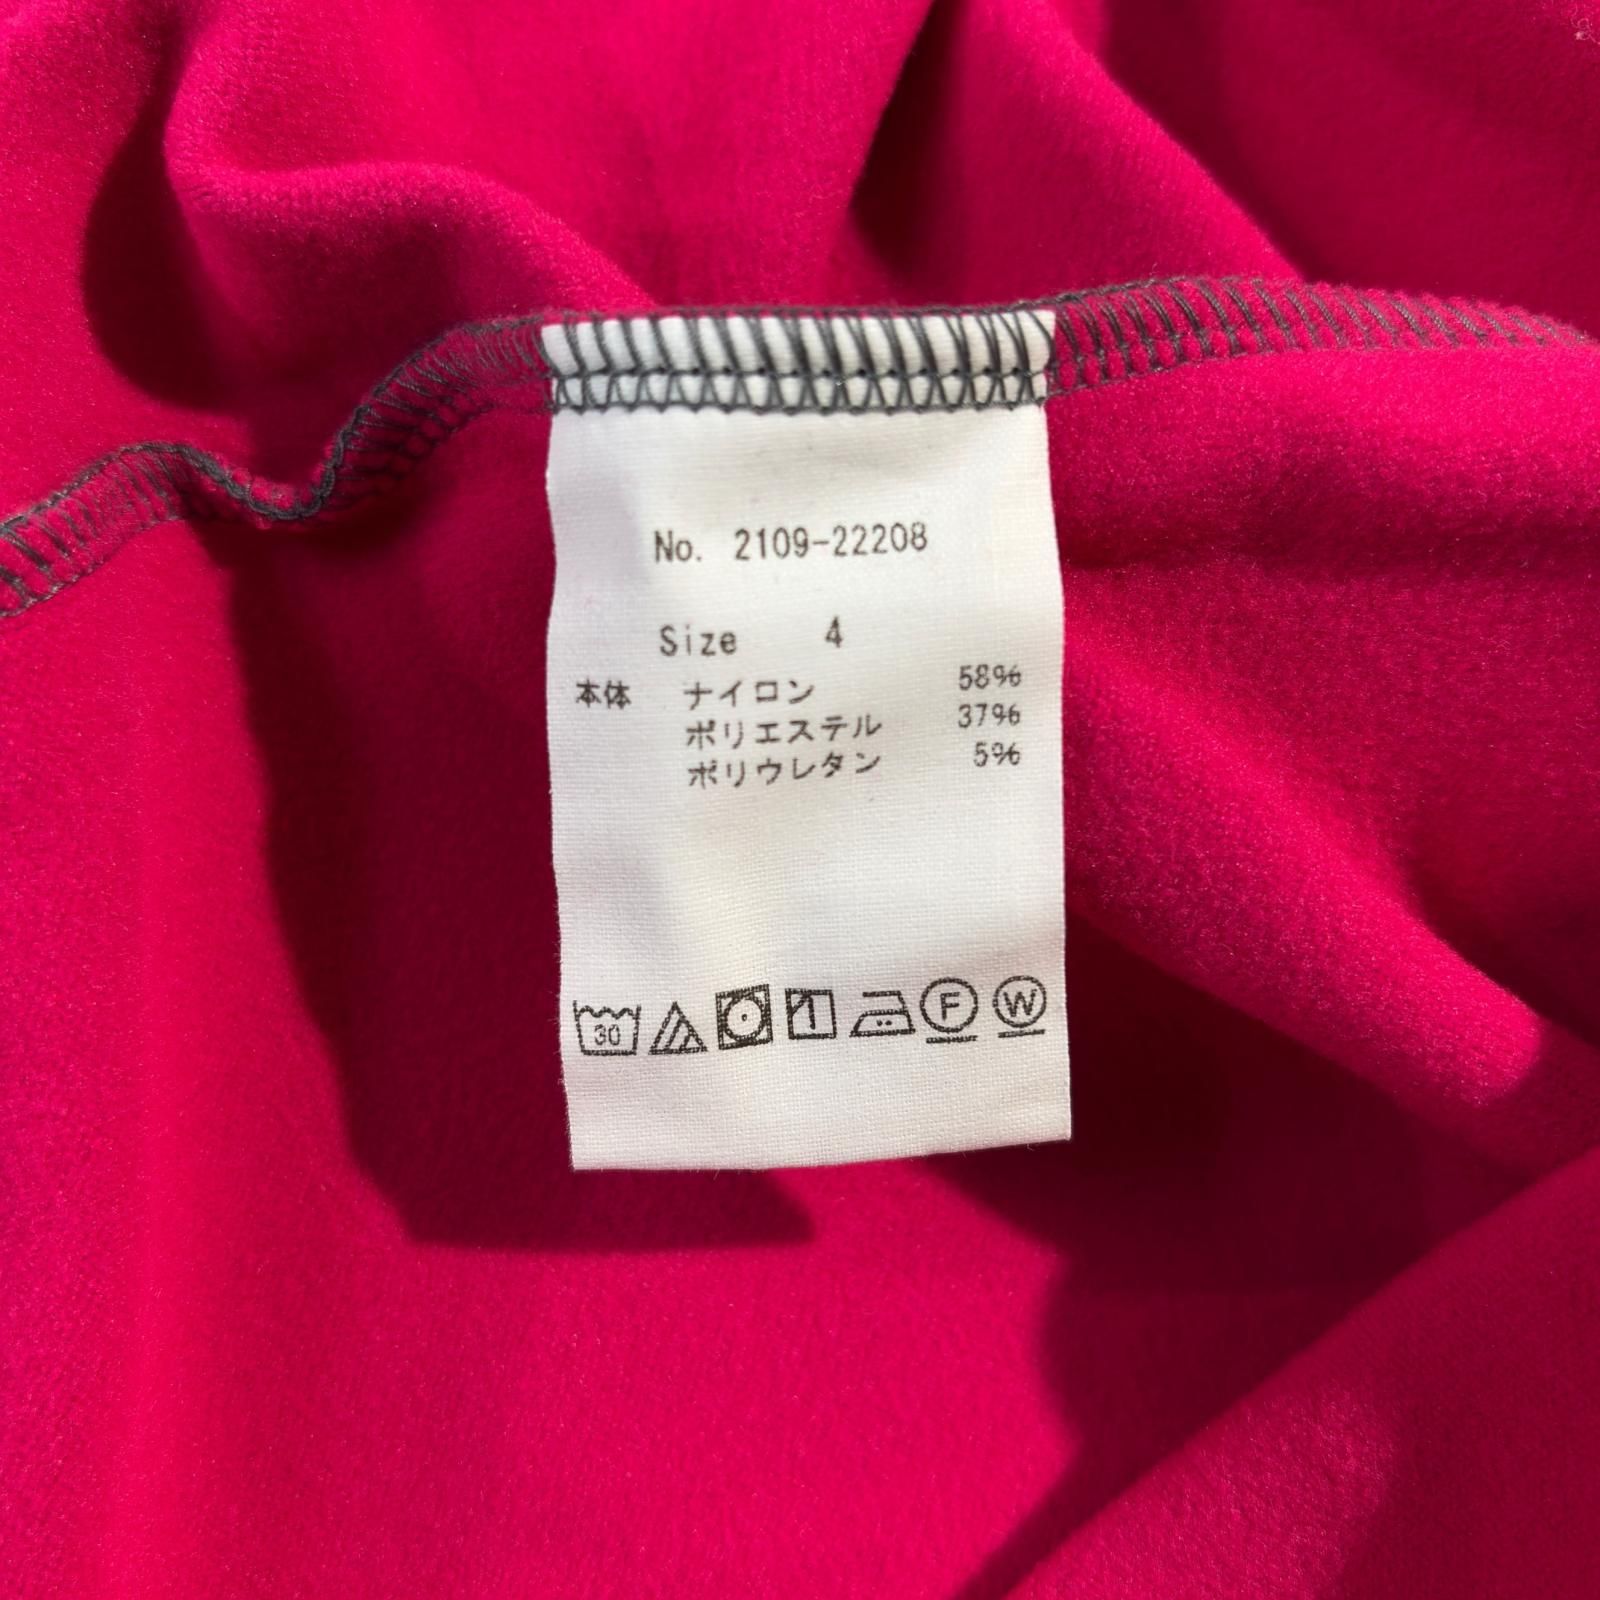 No. 2109-22208
Size 4
本体 ナイロン 58%
ポリエステル 37%
ポリウレタン 5%
30 F W